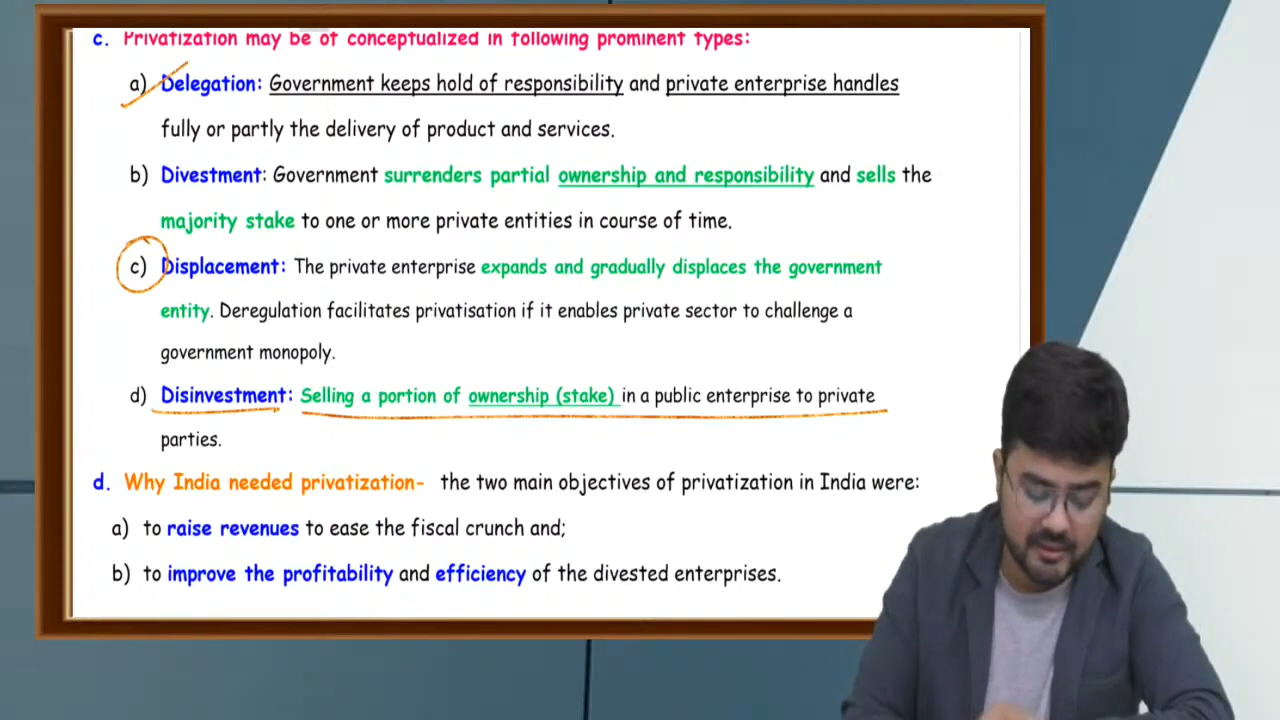 c. Privatization may be of conceptualized in following prominent types:
a) Delegation: Government keeps hold of responsibility and private enterprise handles
fully or partly the delivery of product and services.
b) Divestment: Government surrenders partial ownership and responsibility and sells the
majority stake to one or more private entities in course of time.
c) Displacement: The private enterprise expands and gradually displaces the government
entity. Deregulation facilitates privatisation if it enables private sector to challenge a
government monopoly.
d) Disinvestment: Selling a portion of ownership (stake) in a public enterprise to private
parties.
d. Why India needed privatization- the two main objectives of privatization in India were:
a) to raise revenues to ease the fiscal crunch and;
b) to improve the profitability and efficiency of the divested enterprises.